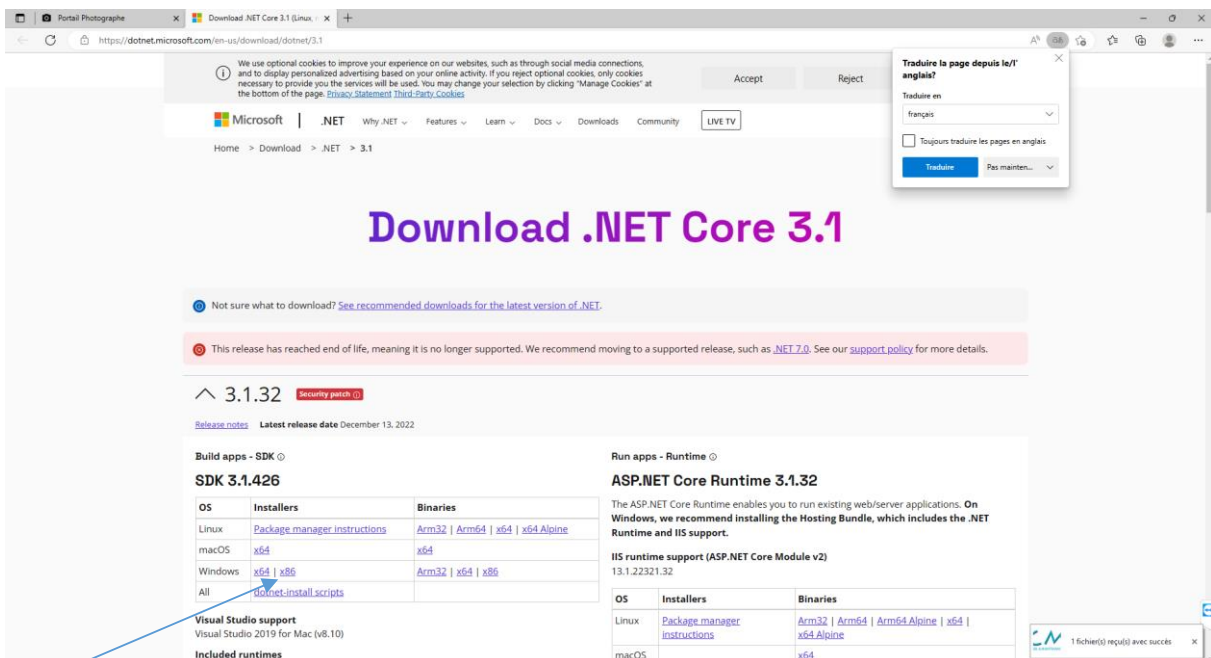 Portail Photographe
Download .NET Core 3.1 (Linux,
https://dotnet.microsoft.com/en-us/download/dotnet/3.1
We use optional cookies to improve your experience on our websites, such as through social media connections,
and to display personalized advertising based on your online activity. If you reject optional cookies, only cookies
necessary to provide you the services will be used. You may change your selection by clicking "Manage Cookies" at
the bottom of the page. Privacy Statement Third-Party Cookies
Accept
Reject
Traduire la page depuis le/l'
anglais?
Traduire en
français
Toujours traduire les pages en anglais
Traduire
Pas mainten...
Microsoft
.NET
Why .NET
Features
Learn
Docs
Downloads
Community
LIVE TV
Home > Download > .NET > 3.1
Download .NET Core 3.1
Not sure what to download? See recommended downloads for the latest version of .NET.
This release has reached end of life, meaning it is no longer supported. We recommend moving to a supported release, such as .NET 7.0. See our support policy for more details.
3.1.32 Security patch
Release notes Latest release date December 13, 2022
Build apps - SDK
SDK 3.1.426
OS Installers Binaries
Linux Package manager instructions Arm32 | Arm64 | x64 | x64 Alpine
macOS x64 x64
Windows x64 | x86 Arm32 | x64 | x86
All dotnet-install scripts
Visual Studio support
Visual Studio 2019 for Mac (v8.10)
Included runtimes
Run apps - Runtime
ASP.NET Core Runtime 3.1.32
The ASP.NET Core Runtime enables you to run existing web/server applications. On
Windows, we recommend installing the Hosting Bundle, which includes the .NET
Runtime and IIS support.
IIS runtime support (ASP.NET Core Module v2)
13.1.22321.32
OS Installers Binaries
Linux Package manager Arm32 | Arm64 | Arm64 Alpine | x64 |
instructions x64 Alpine
macOS x64
1 fichier(s) reçu(s) avec succès